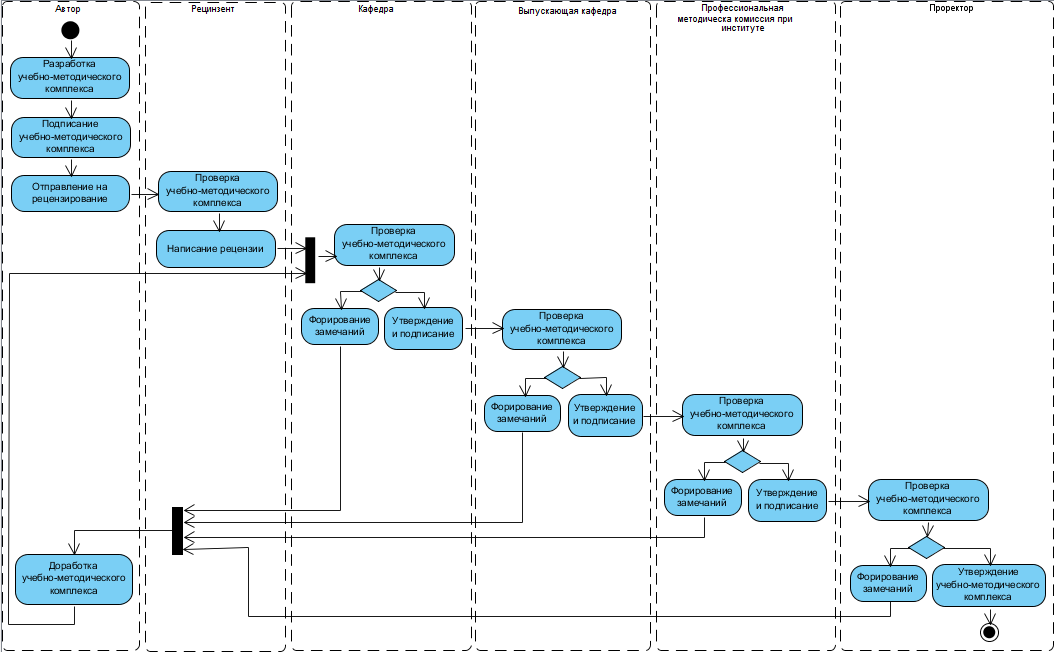 Автор
Рецинзент
Кафедра
Выпускающая кафедра
Профессиональная
методическа комиссия при
институте
Проректор
Разработка
учебно-методического
комплекса
Подписание
учебно-методического
комплекса
Отправление на
рецензирование
Проверка
учебно-методического
комплекса
Написание рецензии
Проверка
учебно-методического
комплекса
Форирование
замечаний
Утверждение
и подписание
Проверка
учебно-методического
комплекса
Форирование
замечаний
Утверждение
и подписание
Проверка
учебно-методического
комплекса
Форирование
замечаний
Утверждение
и подписание
Проверка
учебно-методического
комплекса
Форирование
замечаний
Утверждение
учебно-методического
комплекса
Доработка
учебно-методического
комплекса